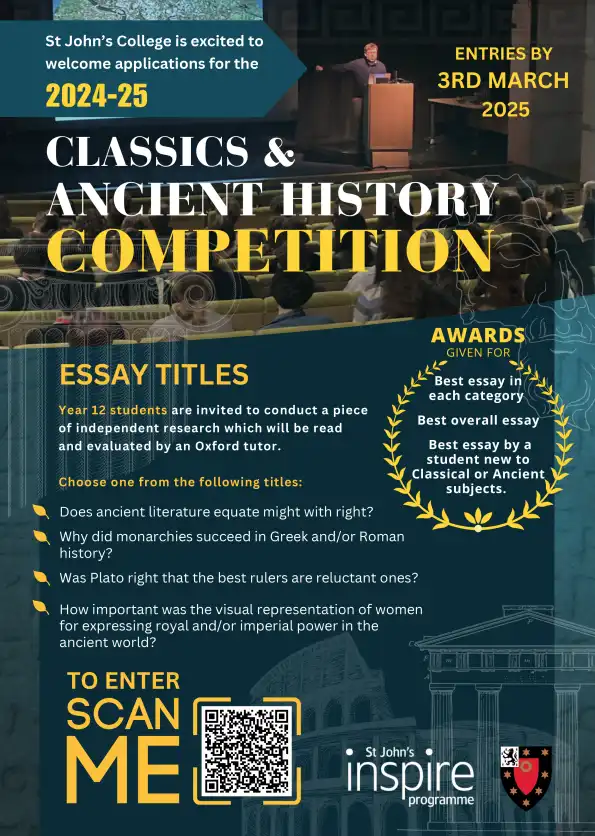 St John's College is excited to
welcome applications for the
2024-25
ENTRIES BY
3RD MARCH
2025
CLASSICS &
ANCIENT HISTORY
COMPETITION
AWARDS
GIVEN FOR
Best essay in
each category
Best overall essay
Best essay by a
student new to
Classical or Ancient
subjects.
ESSAY TITLES
Year 12 students are invited to conduct a piece
of independent research which will be read
and evaluated by an Oxford tutor.
Choose one from the following titles:
Does ancient literature equate might with right?
Why did monarchies succeed in Greek and/or Roman
history?
Was Plato right that the best rulers are reluctant ones?
How important was the visual representation of women
for expressing royal and/or imperial power in the
ancient world?
TO ENTER
SCAN
ME
St John's
inspire
programme